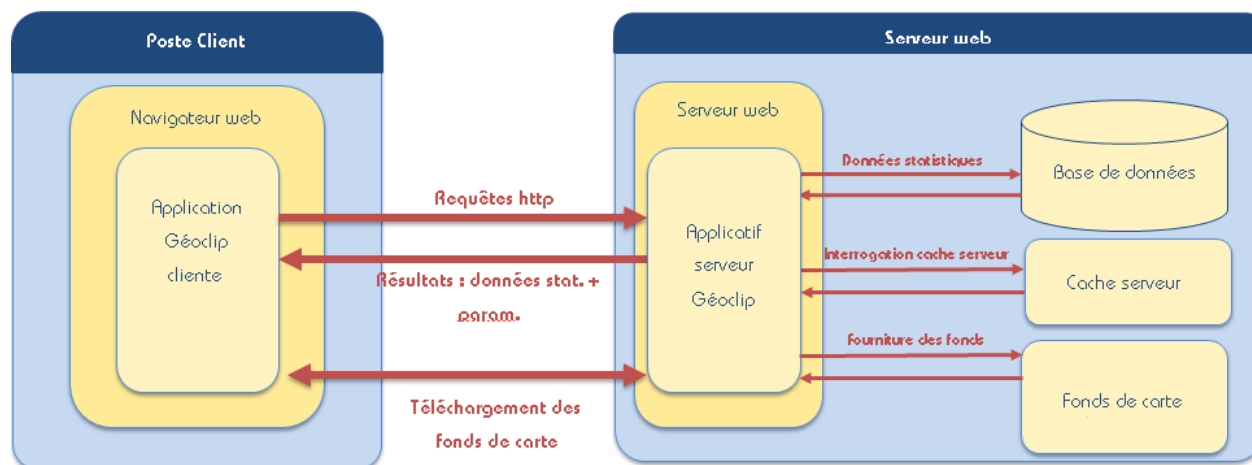 Poste Client
Serveur web
Navigateur web
Application
Géoclip
cliente
Requêtes http
Résultats : données stat. +
param.
Téléchargement des
fonds de carte
Serveur web
Applicatif
serveur
Géoclip
Données statistiques
Base de données
Interrogation cache serveur
Cache serveur
Fourniture des fonds
Fonds de carte